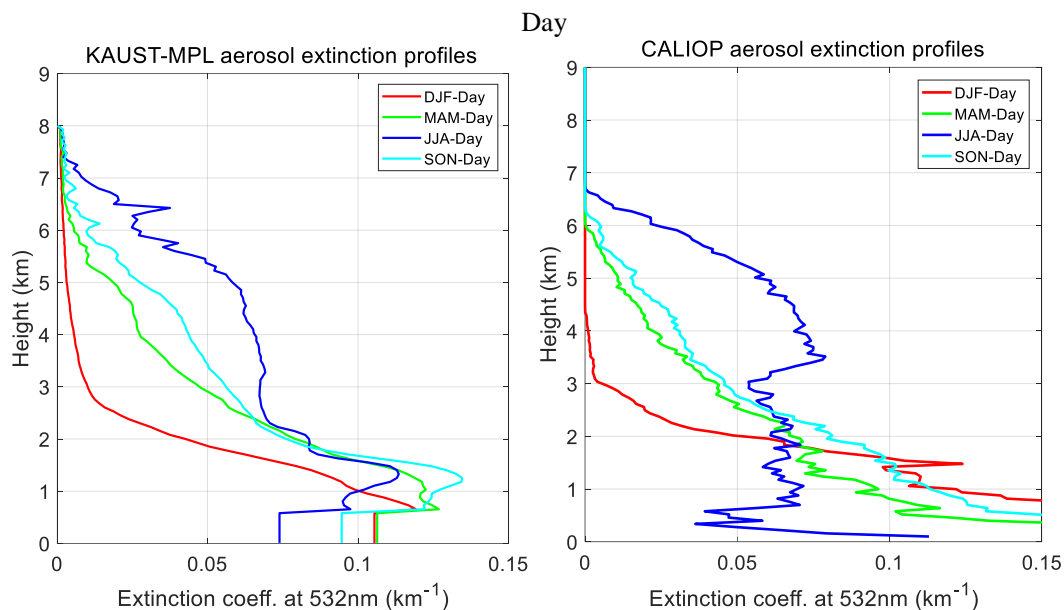 Day
KAUST-MPL aerosol extinction profiles
9
8
7
6
5
4
3
2
1
0
Height (km)
DJF-Day
MAM-Day
JJA-Day
SON-Day
0 0.05 0.1 0.15
Extinction coeff. at 532nm (km⁻¹)
CALIOP aerosol extinction profiles
9
8
7
6
5
4
3
2
1
0
Height (km)
DJF-Day
MAM-Day
JJA-Day
SON-Day
0 0.05 0.1 0.15
Extinction coeff. at 532nm (km⁻¹)